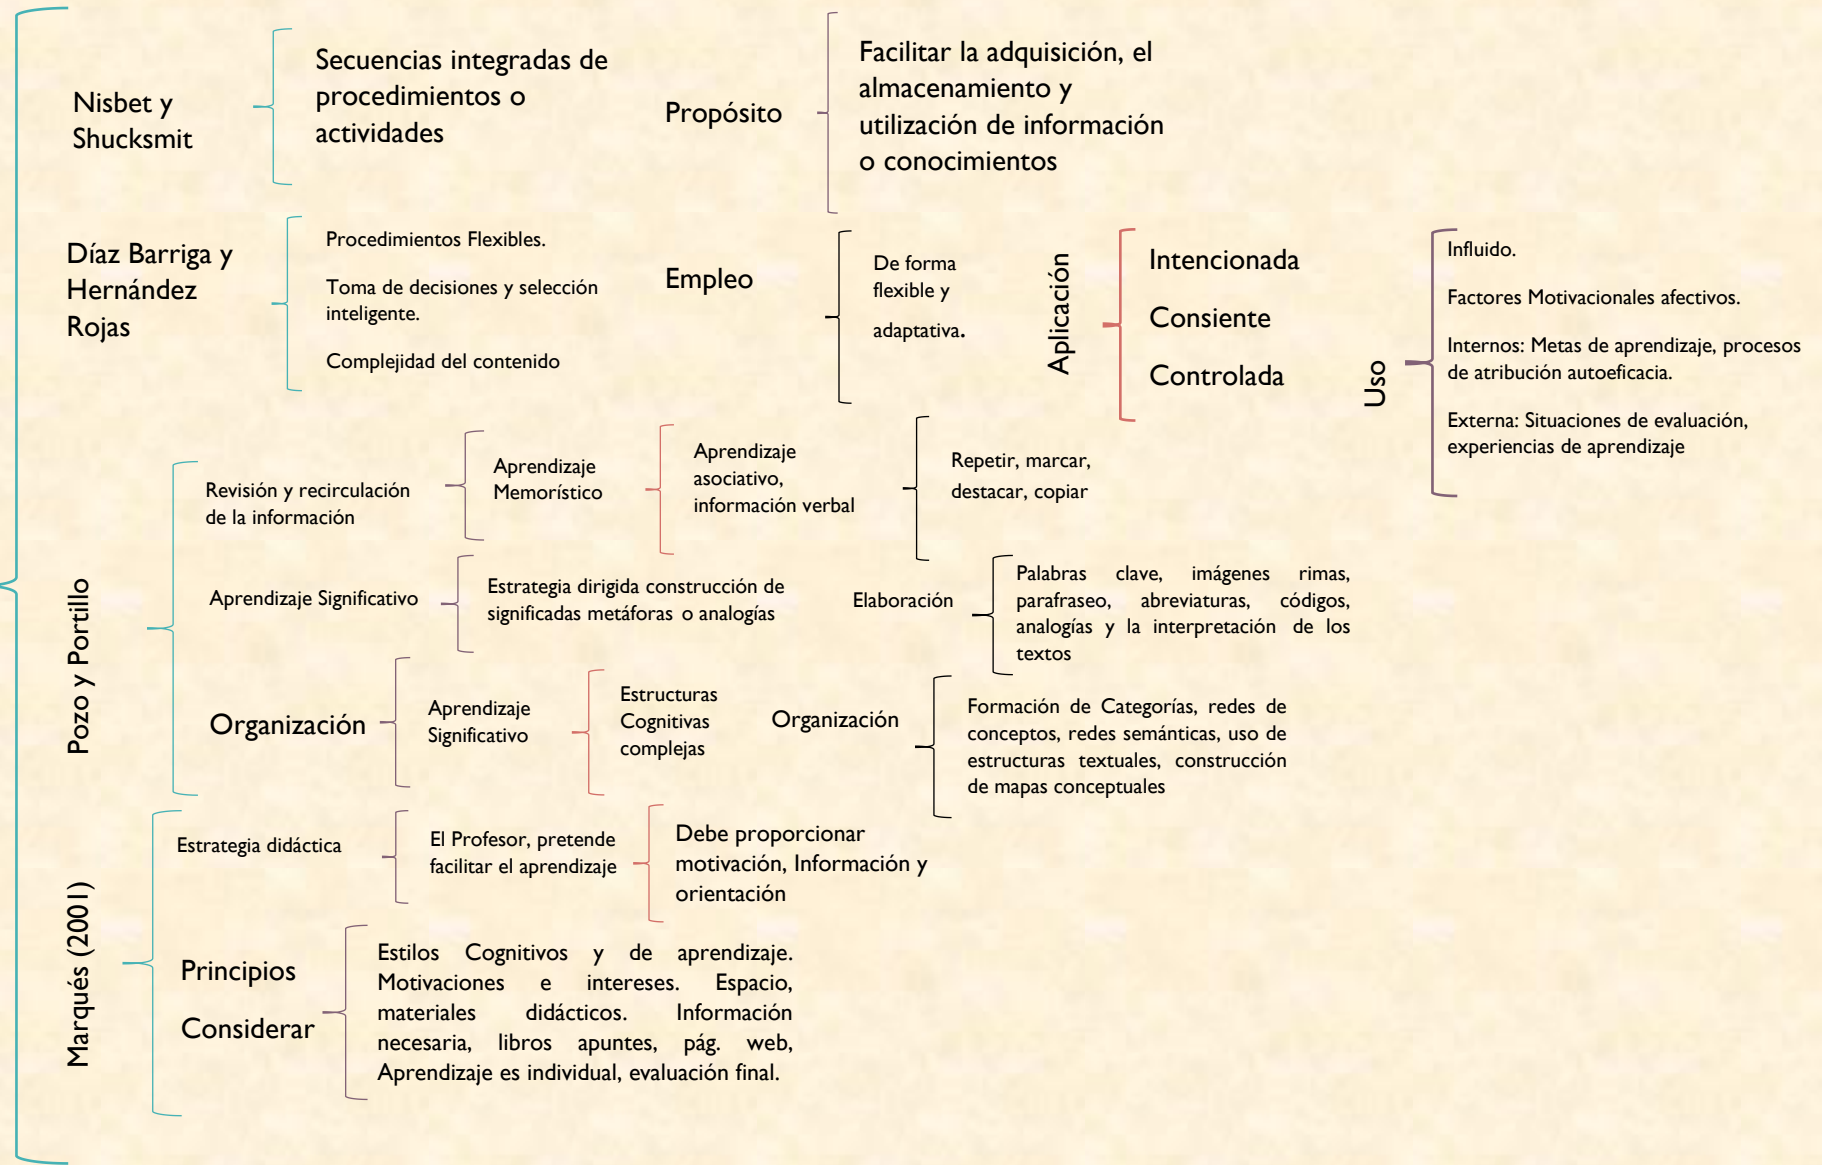 Nisbet y
Shucksmit
Secuencias integradas de
procedimientos o
actividades
Propósito
Facilitar la adquisición, el
almacenamiento y
utilización de información
o conocimientos
Díaz Barriga y
Hernández
Rojas
Procedimientos Flexibles.
Toma de decisiones y selección
inteligente.
Complejidad del contenido
Empleo
De forma
flexible y
adaptativa.
Aplicación
Intencionada
Consiente
Controlada
Uso
Influido.
Factores Motivacionales afectivos.
Internos: Metas de aprendizaje, procesos
de atribución autoeficacia.
Externa: Situaciones de evaluación,
experiencias de aprendizaje
Pozo y Portillo
Revisión y recirculación
de la información
Aprendizaje
Memorístico
Aprendizaje
asociativo,
información verbal
Repetir, marcar,
destacar, copiar
Aprendizaje Significativo
Estrategia dirigida construcción de
significadas metáforas o analogías
Elaboración
Palabras clave, imágenes rimas,
parafraseo, abreviaturas, códigos,
analogías y la interpretación de los
textos
Organización
Aprendizaje
Significativo
Estructuras
Cognitivas
complejas
Organización
Formación de Categorías, redes de
conceptos, redes semánticas, uso de
estructuras textuales, construcción
de mapas conceptuales
Marqués (2001)
Estrategia didáctica
El Profesor, pretende
facilitar el aprendizaje
Debe proporcionar
motivación, Información y
orientación
Principios
Considerar
Estilos Cognitivos y de aprendizaje.
Motivaciones e intereses. Espacio,
materiales didácticos. Información
necesaria, libros apuntes, pág. web,
Aprendizaje es individual, evaluación final.